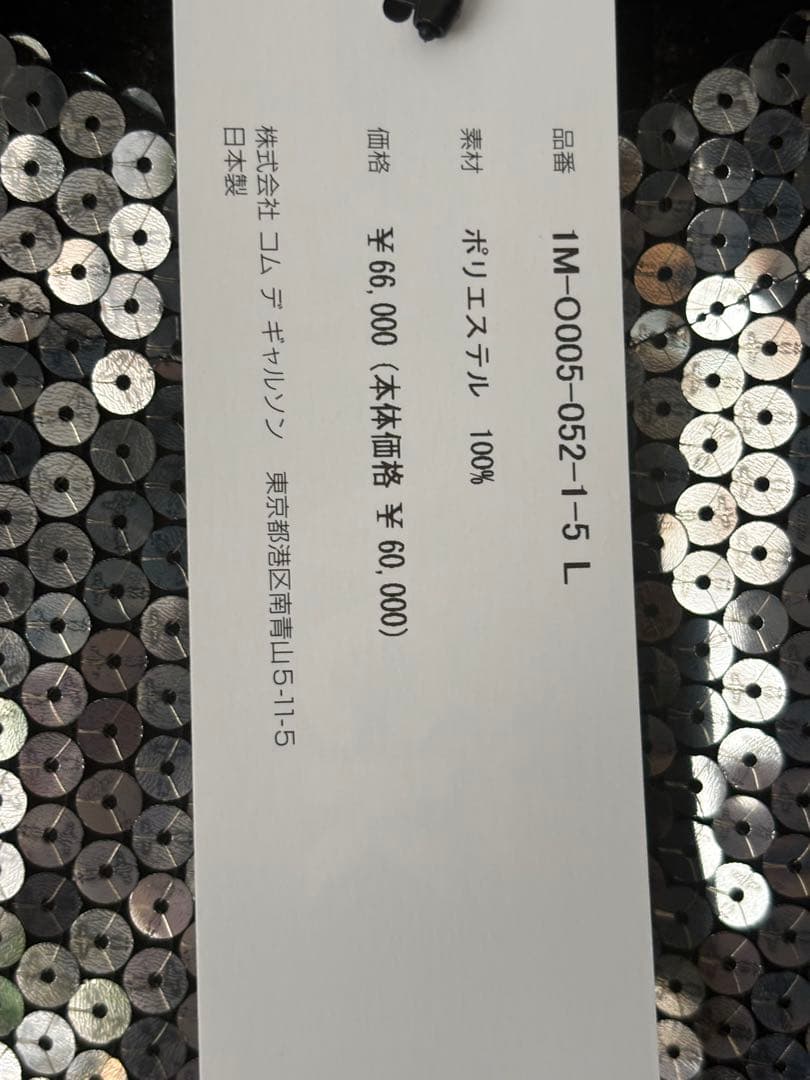 品番 1M-O005-052-1-5 L
素材 ポリエステル 100%
価格 ¥66,000 (本体価格 ¥60,000)
株式会社 コム デ ギャルソン 東京都港区南青山5-11-5
日本製